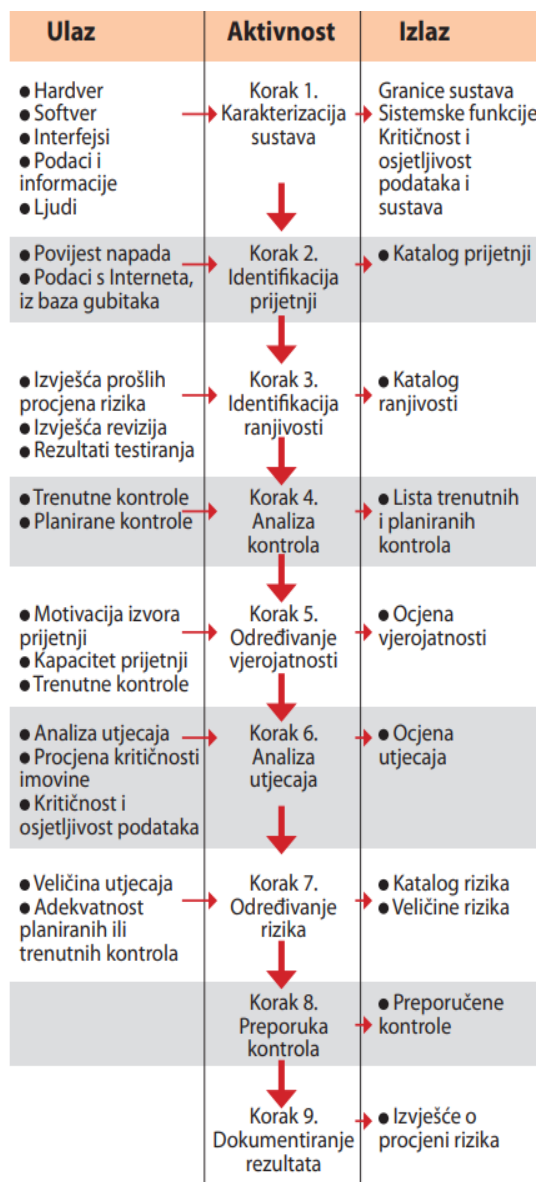 Ulaz
Aktivnost
Izlaz
● Hardver
● Softver
● Interfejsi
● Podaci i
informacije
● Ljudi
Korak 1.
Karakterizacija
sustava
Granice sustava
Sistemske funkcije
Kritičnost i
osjetljivost
podataka i
sustava
● Povijest napada
● Podaci s Interneta,
iz baza gubitaka
Korak 2.
Identifikacija
prijetnji
● Katalog prijetnji
● Izvješća prošlih
procjena rizika
● Izvješća revizija
● Rezultati testiranja
Korak 3.
Identifikacija
ranjivosti
● Katalog
ranjivosti
● Trenutne kontrole
● Planirane kontrole
Korak 4.
Analiza
kontrola
● Lista trenutnih
i planiranih
kontrola
● Motivacija izvora
prijetnji
● Kapacitet prijetnji
● Trenutne kontrole
Korak 5.
Određivanje
vjerojatnosti
● Ocjena
vjerojatnosti
● Analiza utjecaja
● Procjena kritičnosti
imovine
● Kritičnost i
osjetljivost podataka
Korak 6.
Analiza
utjecaja
● Ocjena
utjecaja
● Veličina utjecaja
● Adekvatnost
planiranih ili
trenutnih kontrola
Korak 7.
Određivanje
rizika
● Katalog rizika
● Veličine rizika
Korak 8.
Preporuka
kontrola
● Preporučene
kontrole
Korak 9.
Dokumentiranje
rezultata
● Izvješće o
procjeni rizika